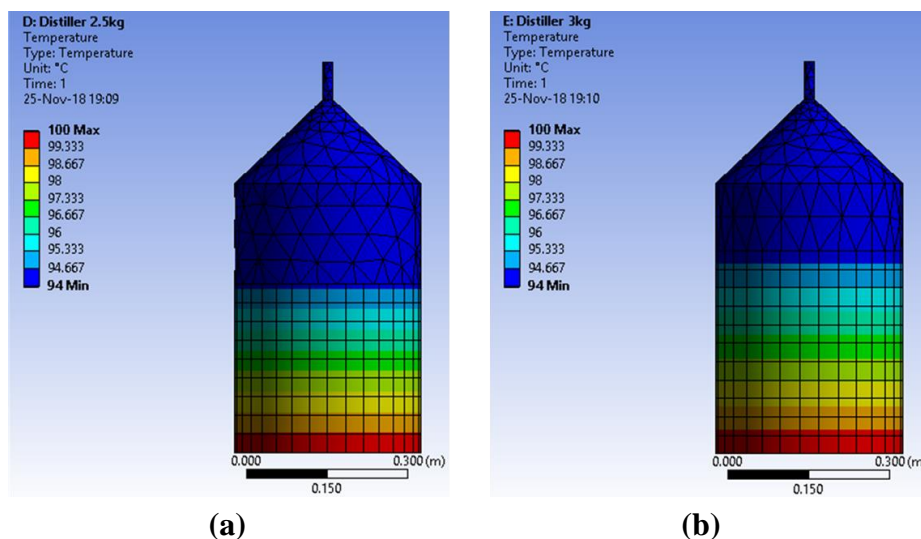 D: Distiller 2.5kg
Temperature
Type: Temperature
Unit: °C
Time: 1
25-Nov-18 19:09
100 Max
99.333
98.667
98
97.333
96.667
96
95.333
94.667
94 Min
0.000
0.300 (m)
0.150
(a)
E: Distiller 3kg
Temperature
Type: Temperature
Unit: °C
Time: 1
25-Nov-18 19:10
100 Max
99.333
98.667
98
97.333
96.667
96
95.333
94.667
94 Min
0.000
0.300 (m
0.150
(b)